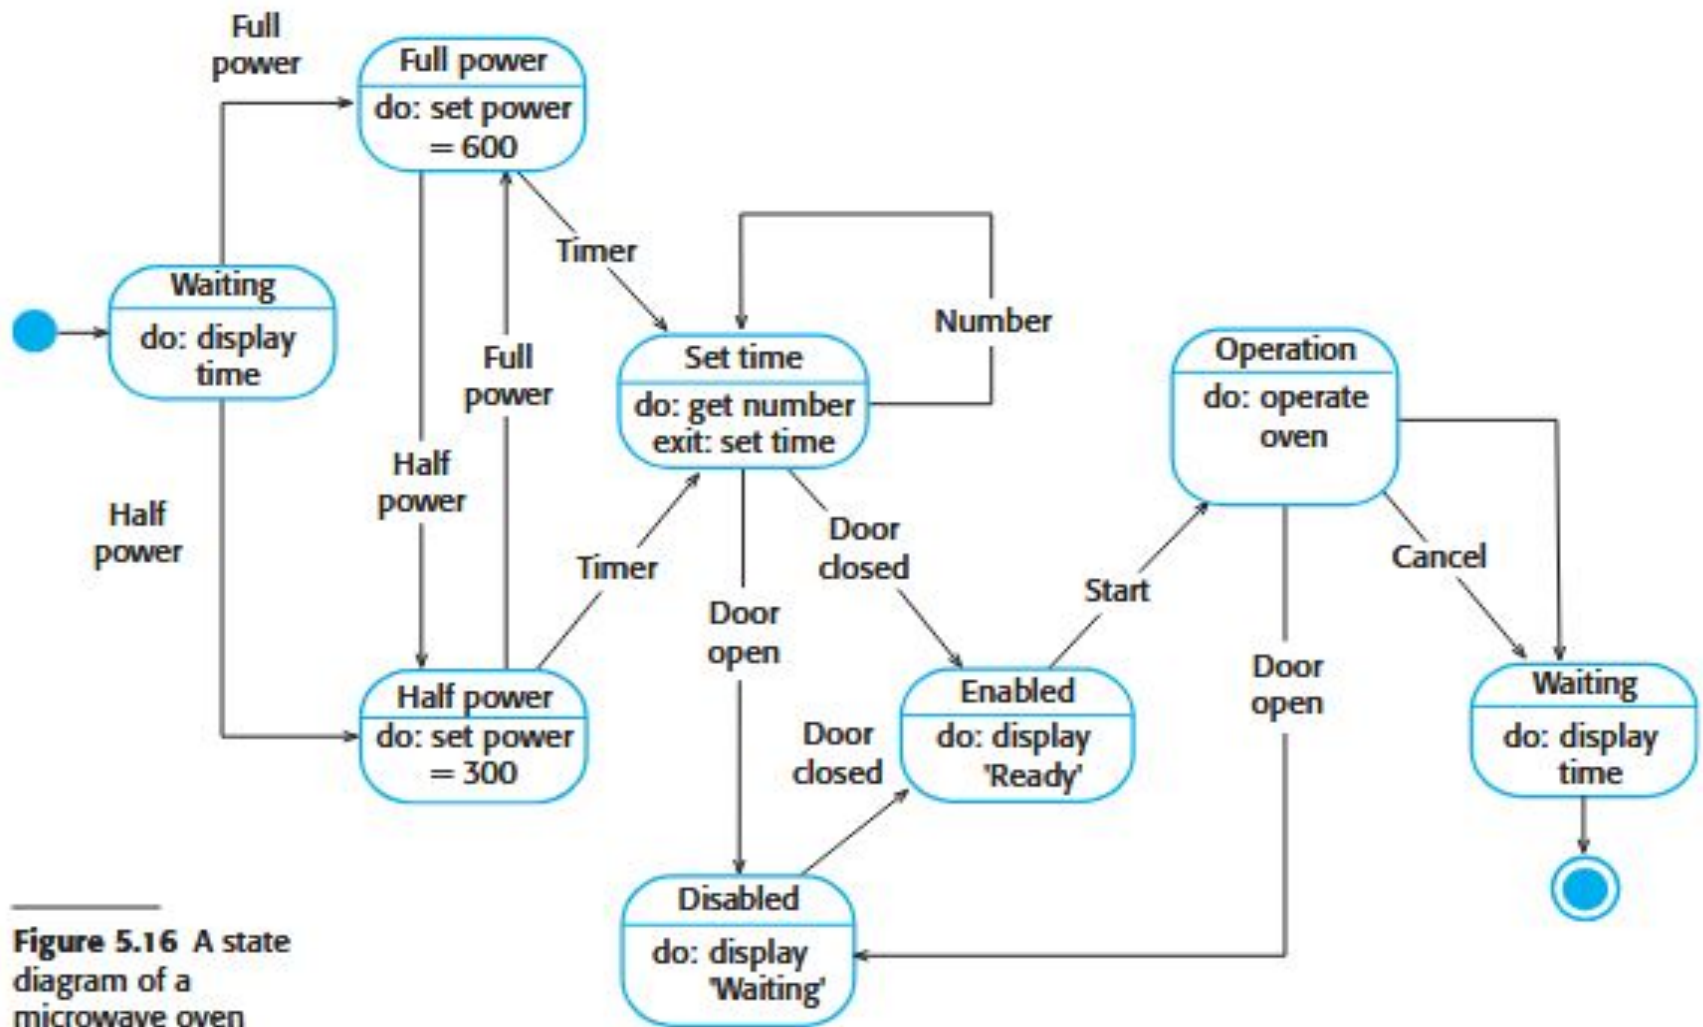 Full
power
Full power
do: set power
= 600
Timer
Waiting
do: display
time
Number
Full
power
Set time
do: get number
exit: set time
Operation
do: operate
oven
Half
power
Half
power
Timer
Door
closed
Door
open
Start
Cancel
Door
open
Half power
do: set power
= 300
Door
closed
Enabled
do: display
'Ready'
Waiting
do: display
time
Disabled
do: display
'Waiting'
Figure 5.16 A state
diagram of a
microwave oven